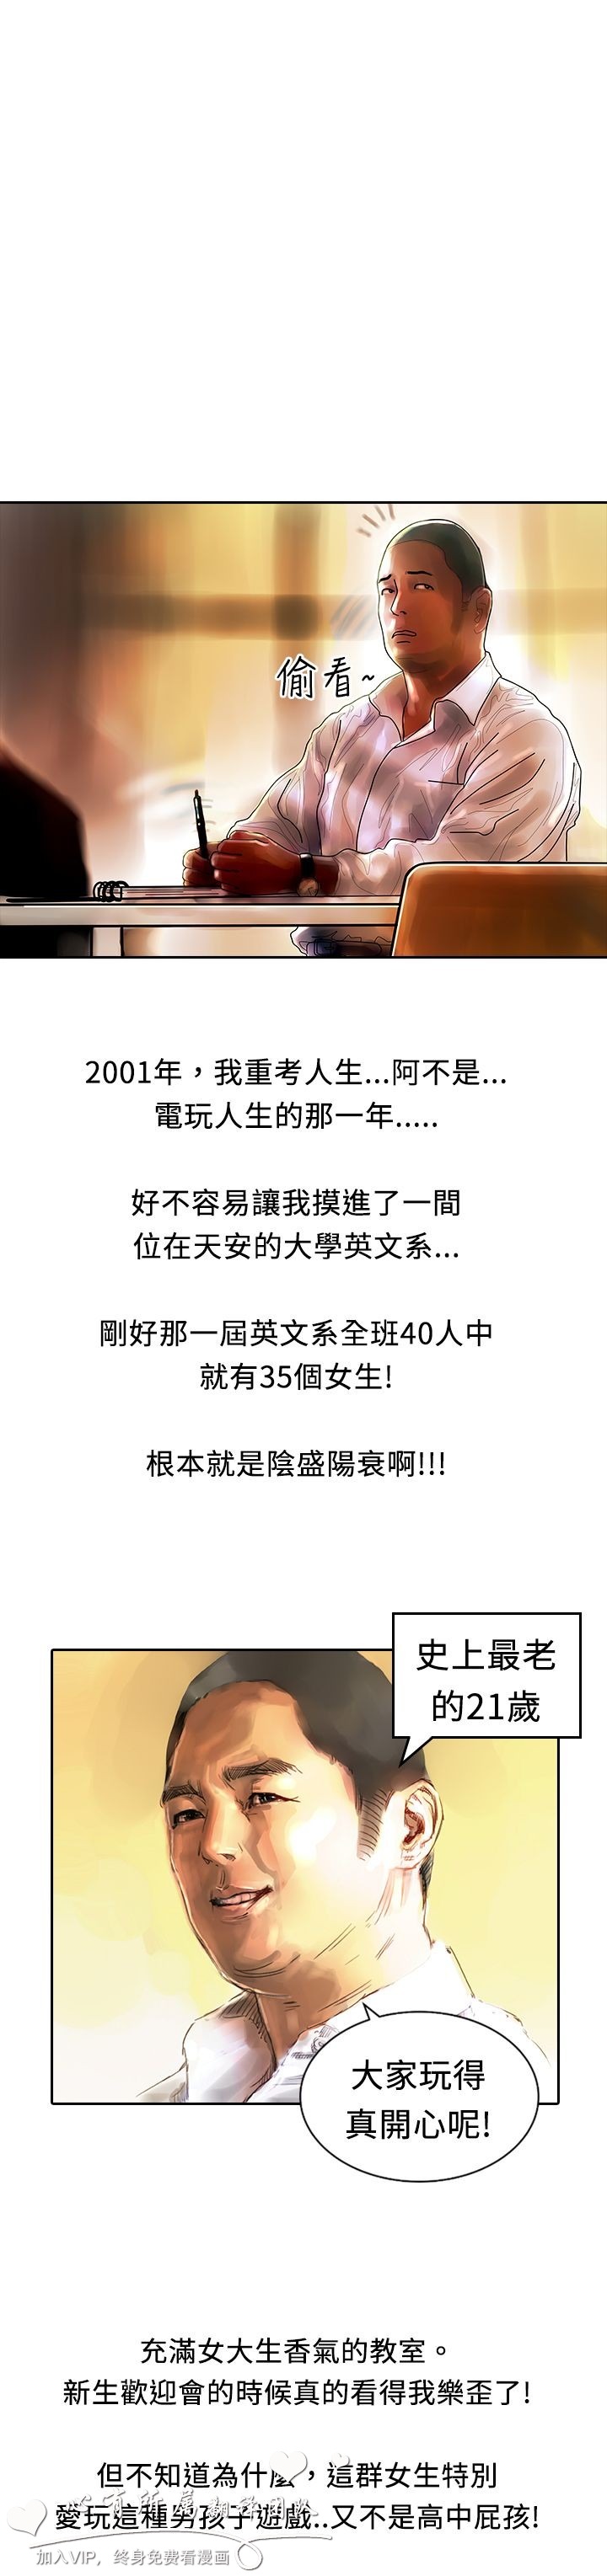 偷看~
2001年，我重考人生...阿不是...
電玩人生的那一年.....
好不容易讓我摸進了一間
位在天安的大學英文系...
剛好那一屆英文系全班40人中
就有35個女生!
根本就是陰盛陽衰啊!!!
史上最老
的21歲
大家玩得
真開心呢!
充滿女大生香氣的教室。
新生歡迎會的時候真的看得我樂歪了!
但不知道為什麼，這群女生特別
愛玩這種男孩子遊戲..又不是高中屁孩!
心有所属翻译团队
加入VIP，终身免费看漫画